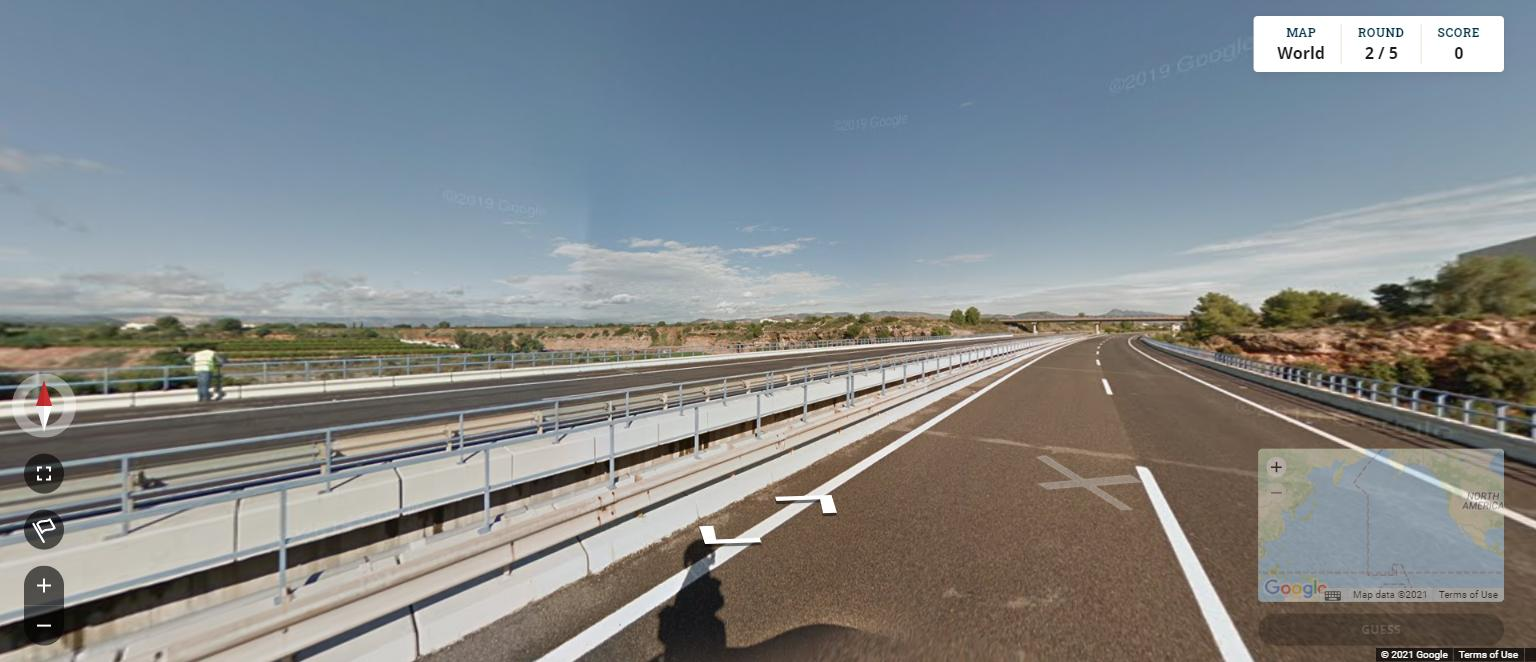 ©2019 Google
©2019 Google
©2019 Google
MAP
World
ROUND
2 / 5
SCORE
0
NORTH
AMERICA
Google
Map data ©2021
Terms of Use
GUESS
© 2021 Google
Terms of Use